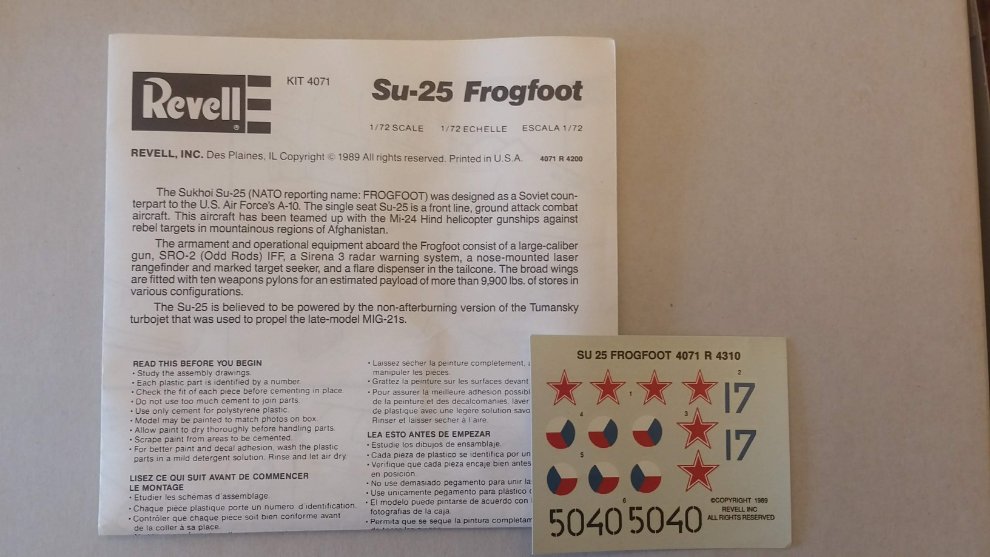 Revell®
KIT 4071
Su-25 Frogfoot
1/72 SCALE 1/72 ECHELLE ESCALA 1/72
REVELL, INC. Des Plaines, IL Copyright © 1989 All rights reserved. Printed in U.S.A. 4071 R 4200
The Sukhoi Su-25 (NATO reporting name: FROGFOOT) was designed as a Soviet coun-
terpart to the U.S. Air Force's A-10. The single seat Su-25 is a front line, ground attack combat
aircraft. This aircraft has been teamed up with the Mi-24 Hind helicopter gunships against
rebel targets in mountainous regions of Afghanistan.
The armament and operational equipment aboard the Frogfoot consist of a large-caliber
gun, SRO-2 (Odd Rods) IFF, a Sirena 3 radar warning system, a nose-mounted laser
rangefinder and marked target seeker, and a flare dispenser in the tailcone. The broad wings
are fitted with ten weapons pylons for an estimated payload of more than 9,900 lbs. of stores in
various configurations.
The Su-25 is believed to be powered by the non-afterburning version of the Tumansky
turbojet that was used to propel the late-model MIG-21s.
READ THIS BEFORE YOU BEGIN
• Study the assembly drawings.
• Each plastic part is identified by a number.
• Check the fit of each piece before cementing in place.
• Do not use too much cement to join parts.
• Use only cement for polystyrene plastic.
• Model may be painted to match photos on box.
• Allow paint to dry thoroughly before handling parts.
• Scrape paint from areas to be cemented.
• For better paint and decal adhesion, wash the plastic
parts in a mild detergent solution. Rinse and let air dry.
LISEZ CE QUI SUIT AVANT DE COMMENCER
LE MONTAGE
• Etudier les schemas d'assemblage.
• Chaque pièce plastique porte un numero d'identification.
• Contrôler que chaque pièce soit bien conforme avant
de la coller à sa place.
• Laissez secher la peinture completement,
manipuler les pieces.
• Grattez la peinture sur les surfaces devant
• Pour assurer la meilleure adhesion
de la peinture et des decalcomanies, laver
de plastique avec une legère solution
Rinser et laisser secher à l'aire.
LEA ESTO ANTES DE EMPEZAR
• Estudie los dibujos de ensamblaje.
• Cada pieza de plastico se identifica por un
• Verifique que cada pieza encaje bien antes
en posición.
• No use demasiado pegamento para unir
• Use unicamente pegamento para plastico
• El modelo puede pintarse de acuerdo con
fotografias de la caja.
• Permita que se seque la pintura
SU 25 FROGFOOT 4071 R 4310
1
2
17
3
4
17
5
6
5040 5040
©COPYRIGHT 1989
REVELL INC
ALL RIGHTS RESERVED